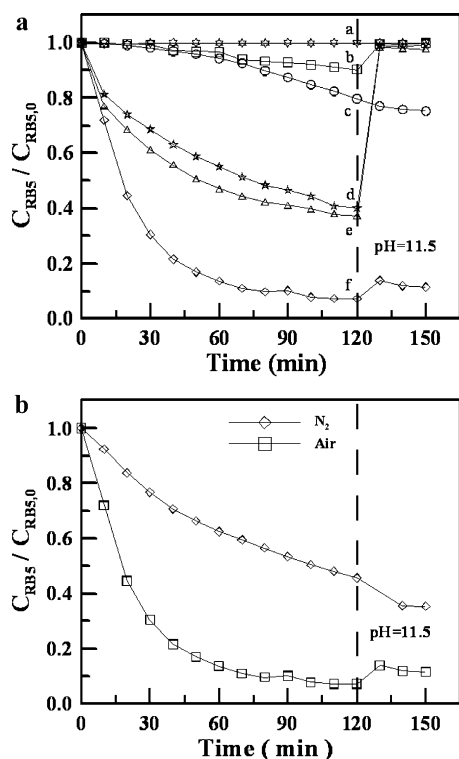 a
1.0
0.8
0.6
0.4
0.2
0.0
C_RB5 / C_RB5,0
a
b
c
d
e
f
pH=11.5
0 30 60 90 120 150
Time (min)
b
1.0
0.8
0.6
0.4
0.2
0.0
C_RB5 / C_RB5,0
N₂
Air
pH=11.5
0 30 60 90 120 150
Time ( min )